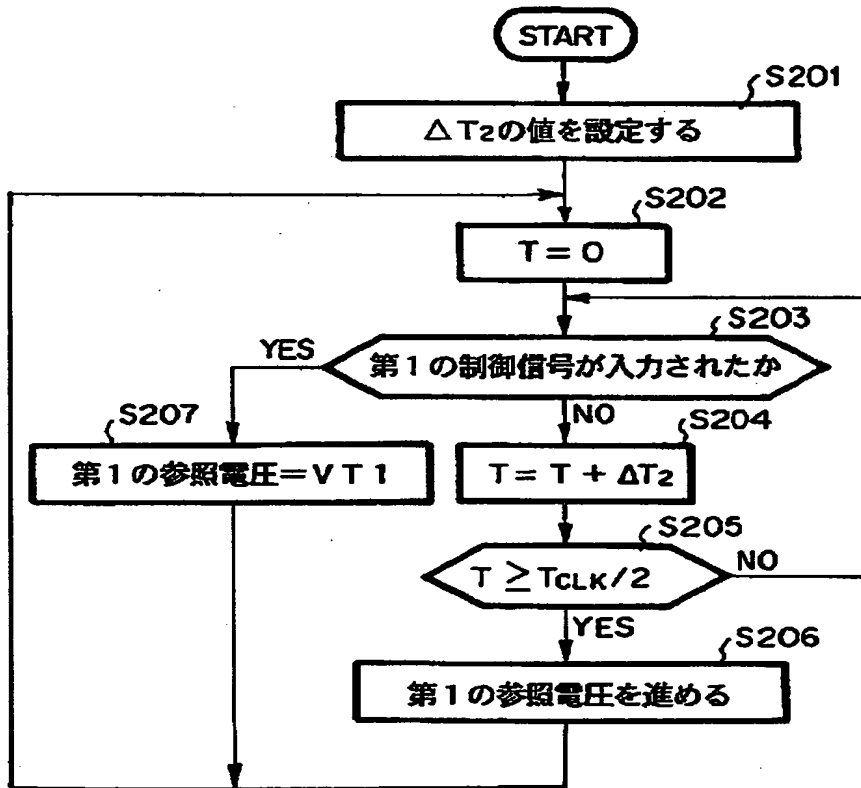 START
S201
△T2の値を設定する
S202
T=0
S203
YES
第1の制御信号が入力されたか
S207
NO
S204
第1の参照電圧=VT1
T=T+ΔT2
S205
T≧TCLK/2
NO
YES
S206
第1の参照電圧を進める